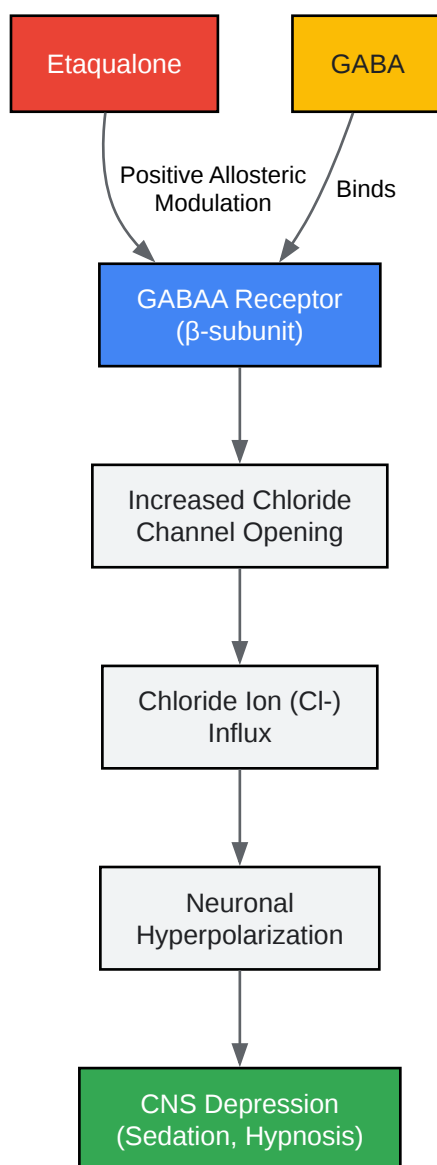 Etaqualone
GABA
Positive Allosteric
Modulation
Binds
GABAA Receptor
(β-subunit)
Increased Chloride
Channel Opening
Chloride Ion (Cl-)
Influx
Neuronal
Hyperpolarization
CNS Depression
(Sedation, Hypnosis)